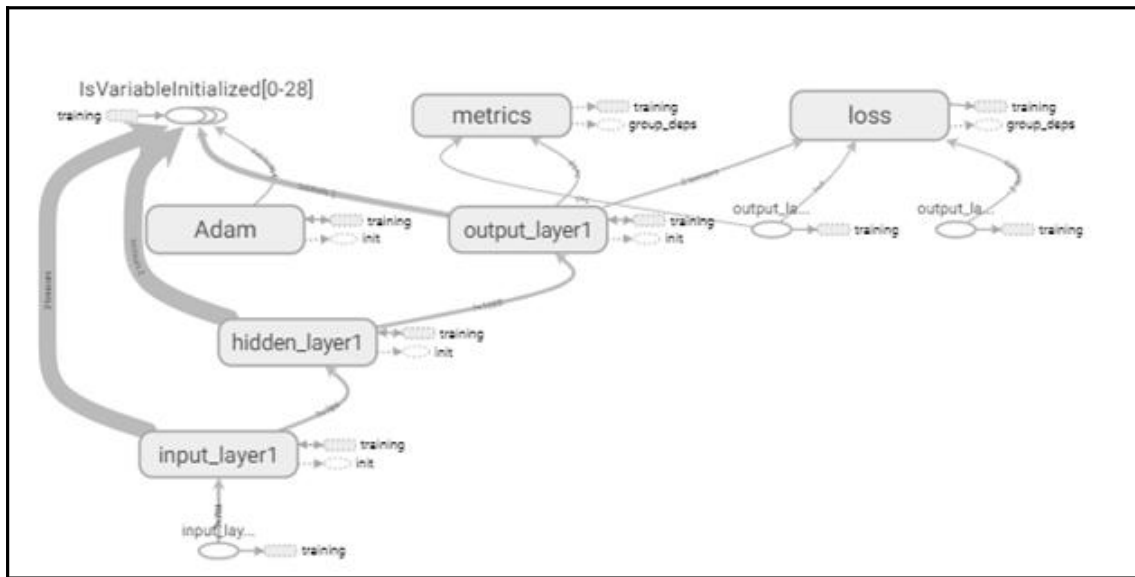 IsVariableInitialized[0-28]
training
metrics
training
group_deps
loss
training
group_deps
Adam
training
init
output_layer1
training
init
output_la...
training
output_la...
training
hidden_layer1
training
init
input_layer1
training
init
input_lay...
training